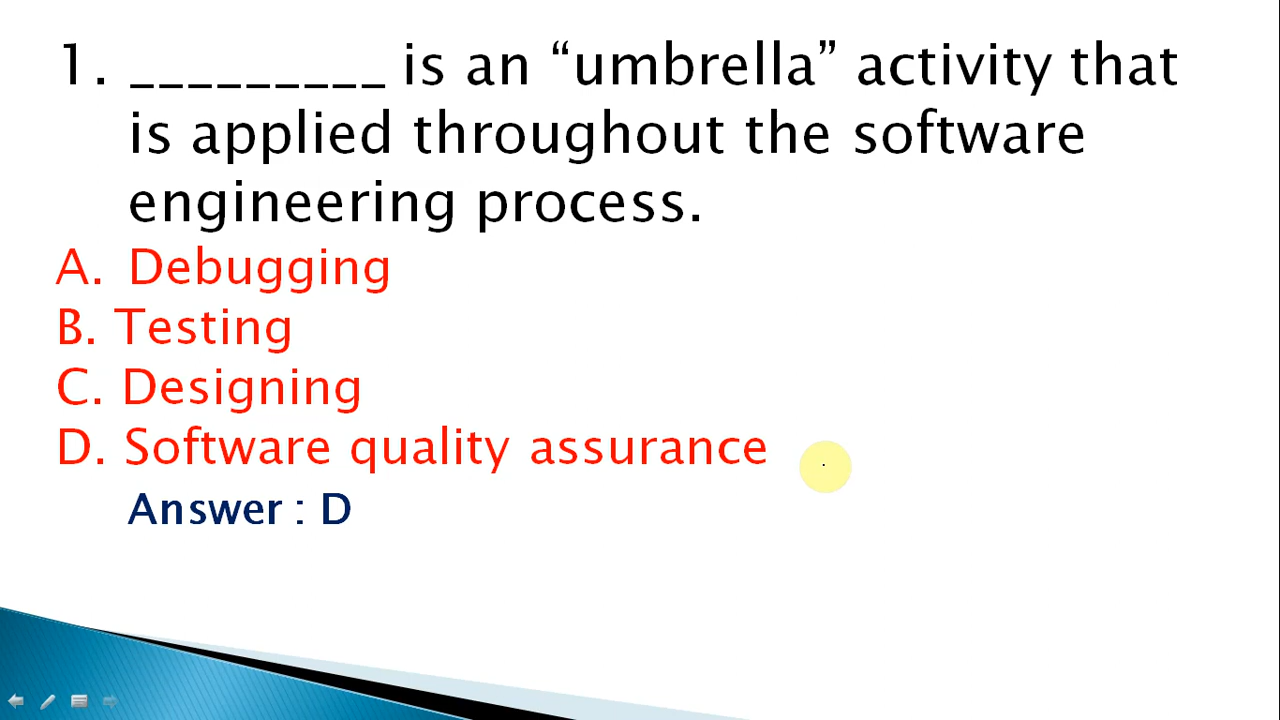 1. _________ is an “umbrella” activity that
is applied throughout the software
engineering process.
A. Debugging
B. Testing
C. Designing
D. Software quality assurance
Answer : D